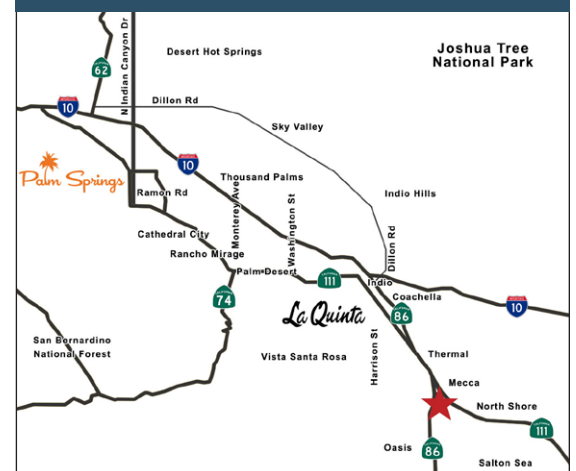 N Indian Canyon Dr
Desert Hot Springs
Joshua Tree
National Park
62
10
Dillon Rd
Sky Valley
10
Palm Springs
Thousand Palms
Ramon Rd
Indio Hills
Monterey Ave
Washington St
Cathedral City
Rancho Mirage
Dillon Rd
Palm Desert
111
Indio
74
Coachella
La Quinta
86
10
San Bernardino
National Forest
Vista Santa Rosa
Harrison St
Thermal
Mecca
North Shore
111
Oasis
86
Salton Sea